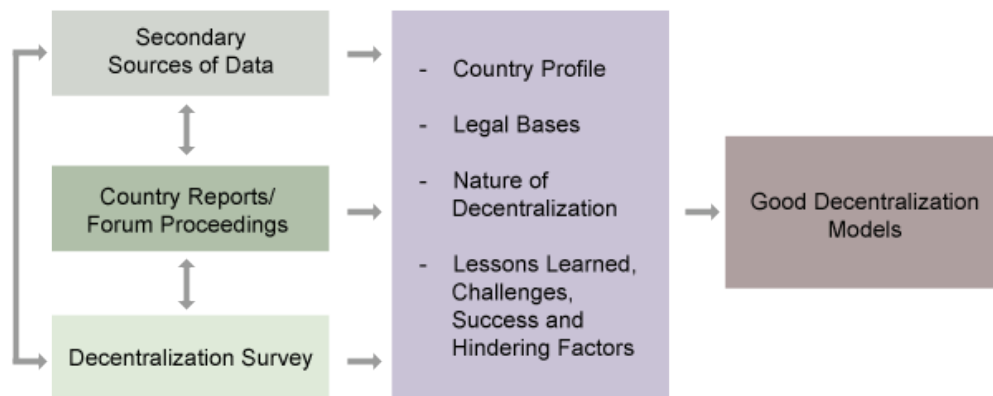 Secondary
Sources of Data
Country Reports/
Forum Proceedings
Decentralization Survey
- Country Profile
- Legal Bases
- Nature of
Decentralization
- Lessons Learned,
Challenges,
Success and
Hindering Factors
Good Decentralization
Models